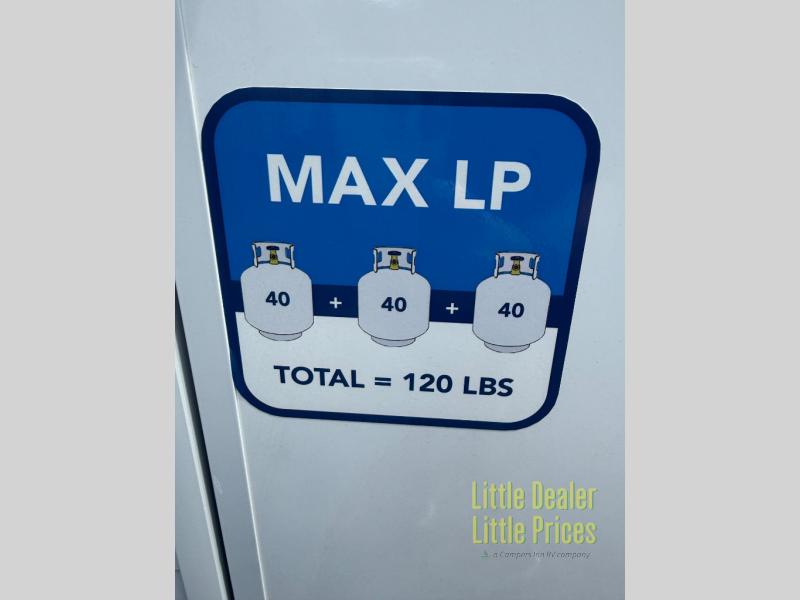 MAX LP
40 + 40 + 40
TOTAL = 120 LBS
Little Dealer
Little Prices
a Campers Inn RV company